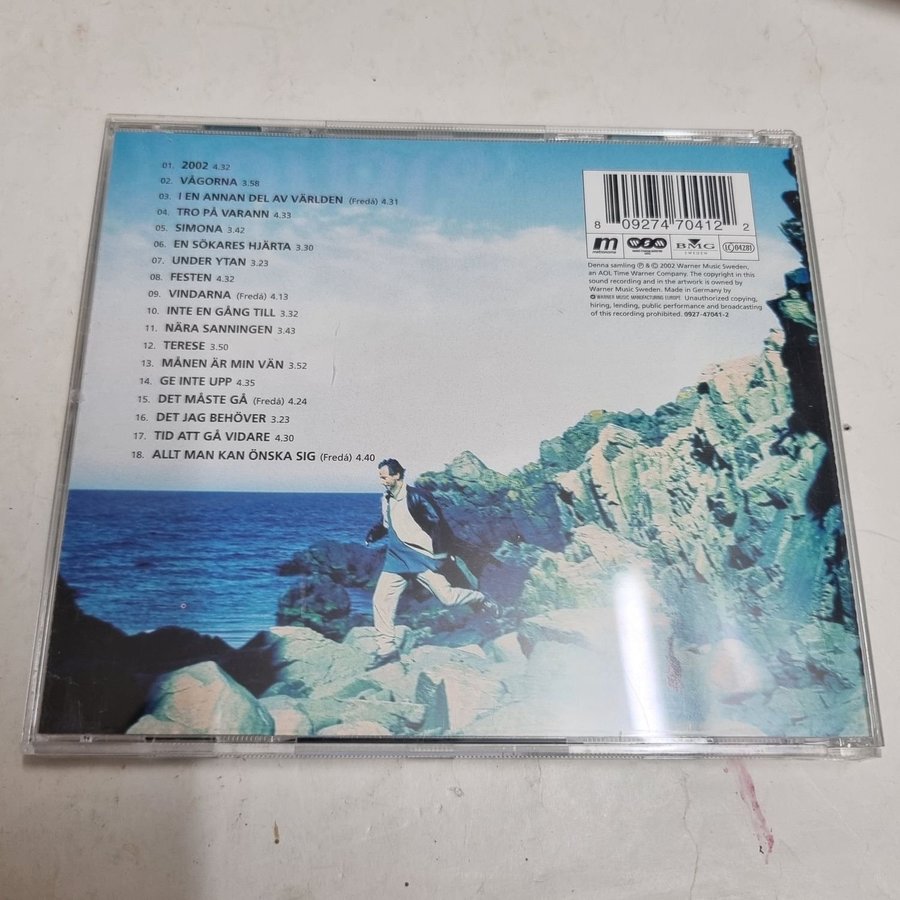 01. 2002 4.32
02. VÅGORNA 3.58
03. I EN ANNAN DEL AV VÄRLDEN (Fredá) 4.31
04. TRO PÅ VARANN 4.33
05. SIMONA 3.42
06. EN SÖKARES HJÄRTA 3.30
07. UNDER YTAN 3.23
08. FESTEN 4.32
09. VINDARNA (Fredá) 4.13
10. INTE EN GÅNG TILL 3.32
11. NÄRA SANNINGEN 3.43
12. TERESE 3.50
13. MÅNEN ÄR MIN VÄN 3.52
14. GE INTE UPP 4.35
15. DET MÅSTE GÅ (Fredá) 4.24
16. DET JAG BEHÖVER 3.23
17. TID ATT GÅ VIDARE 4.30
18. ALLT MAN KAN ÖNSKA SIG (Fredá) 4.40
8 09274 70412 2
m metronome BMG SWEDEN LC 04281
Denna samling ℗ & © 2002 Warner Music Sweden,
an AOL Time Warner Company. The copyright in this
sound recording and in the artwork is owned by
Warner Music Sweden. Made in Germany by
WARNER MUSIC MANUFACTURING EUROPE. Unauthorized copying,
hiring, lending, public performance and broadcasting
of this recording prohibited. 0927-47041-2